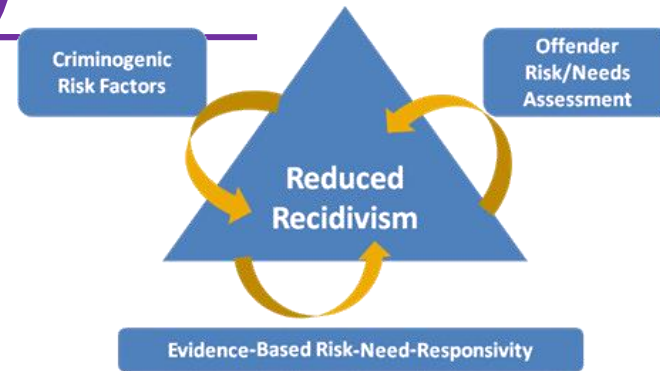 Criminogenic
Risk Factors
Offender
Risk/Needs
Assessment
Reduced
Recidivism
Evidence-Based Risk-Need-Responsivity